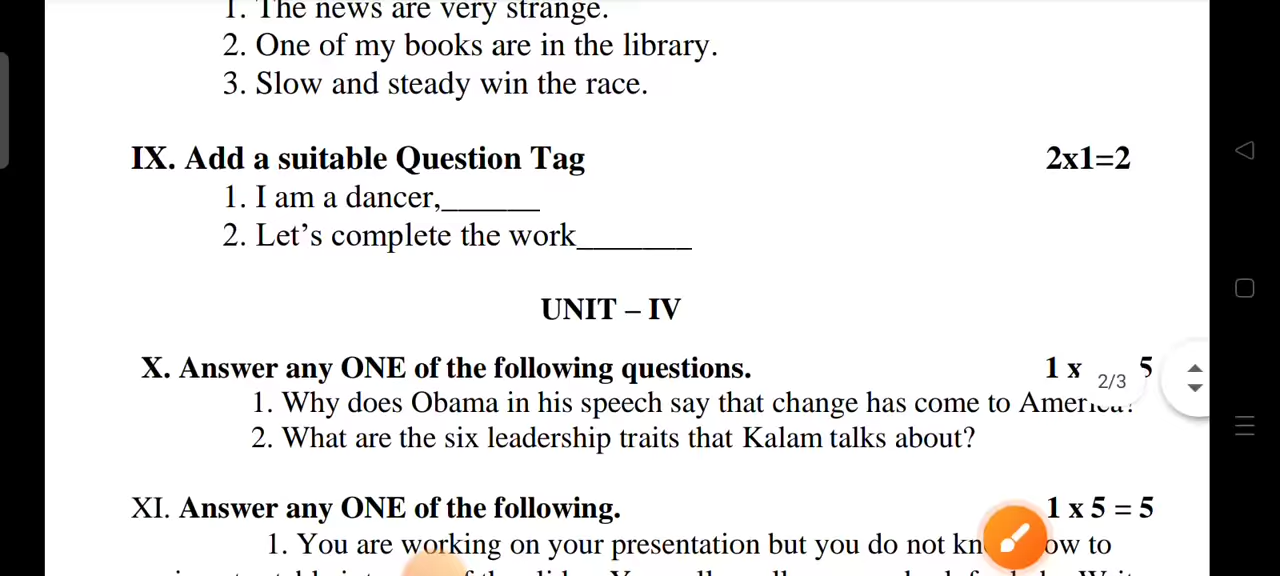 1. The news are very strange.
2. One of my books are in the library.
3. Slow and steady win the race.
IX. Add a suitable Question Tag 2x1=2
1. I am a dancer,______
2. Let’s complete the work_______
UNIT – IV
X. Answer any ONE of the following questions. 1 x 5
2/3
1. Why does Obama in his speech say that change has come to America?
2. What are the six leadership traits that Kalam talks about?
XI. Answer any ONE of the following. 1 x 5 = 5
1. You are working on your presentation but you do not to